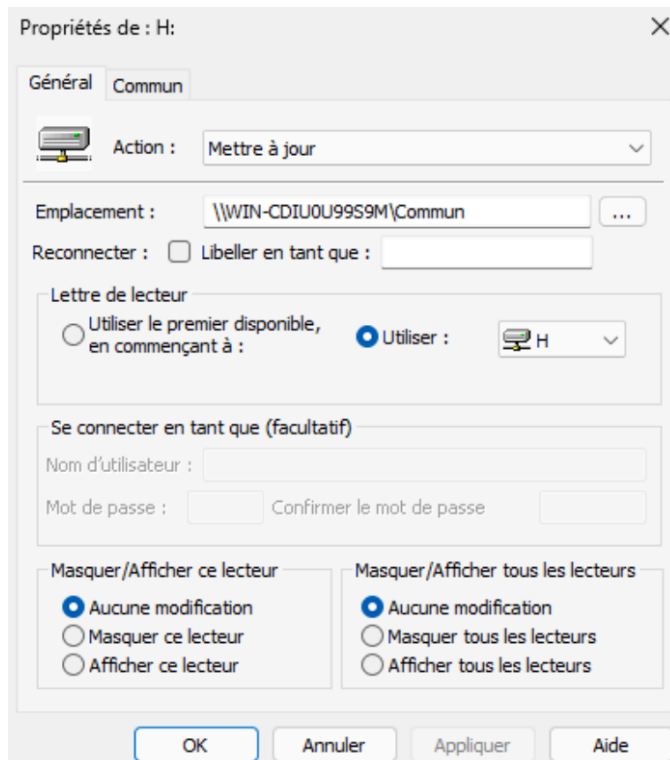 Propriétés de : H:
Général Commun
Action : Mettre à jour
Emplacement : \\WIN-CDIU0U99S9M\Commun ...
Reconnecter : Libeller en tant que :
Lettre de lecteur
Utiliser le premier disponible,
en commençant à :
Utiliser : H
Se connecter en tant que (facultatif)
Nom d'utilisateur :
Mot de passe : Confirmer le mot de passe
Masquer/Afficher ce lecteur
Aucune modification
Masquer ce lecteur
Afficher ce lecteur
Masquer/Afficher tous les lecteurs
Aucune modification
Masquer tous les lecteurs
Afficher tous les lecteurs
OK Annuler Appliquer Aide